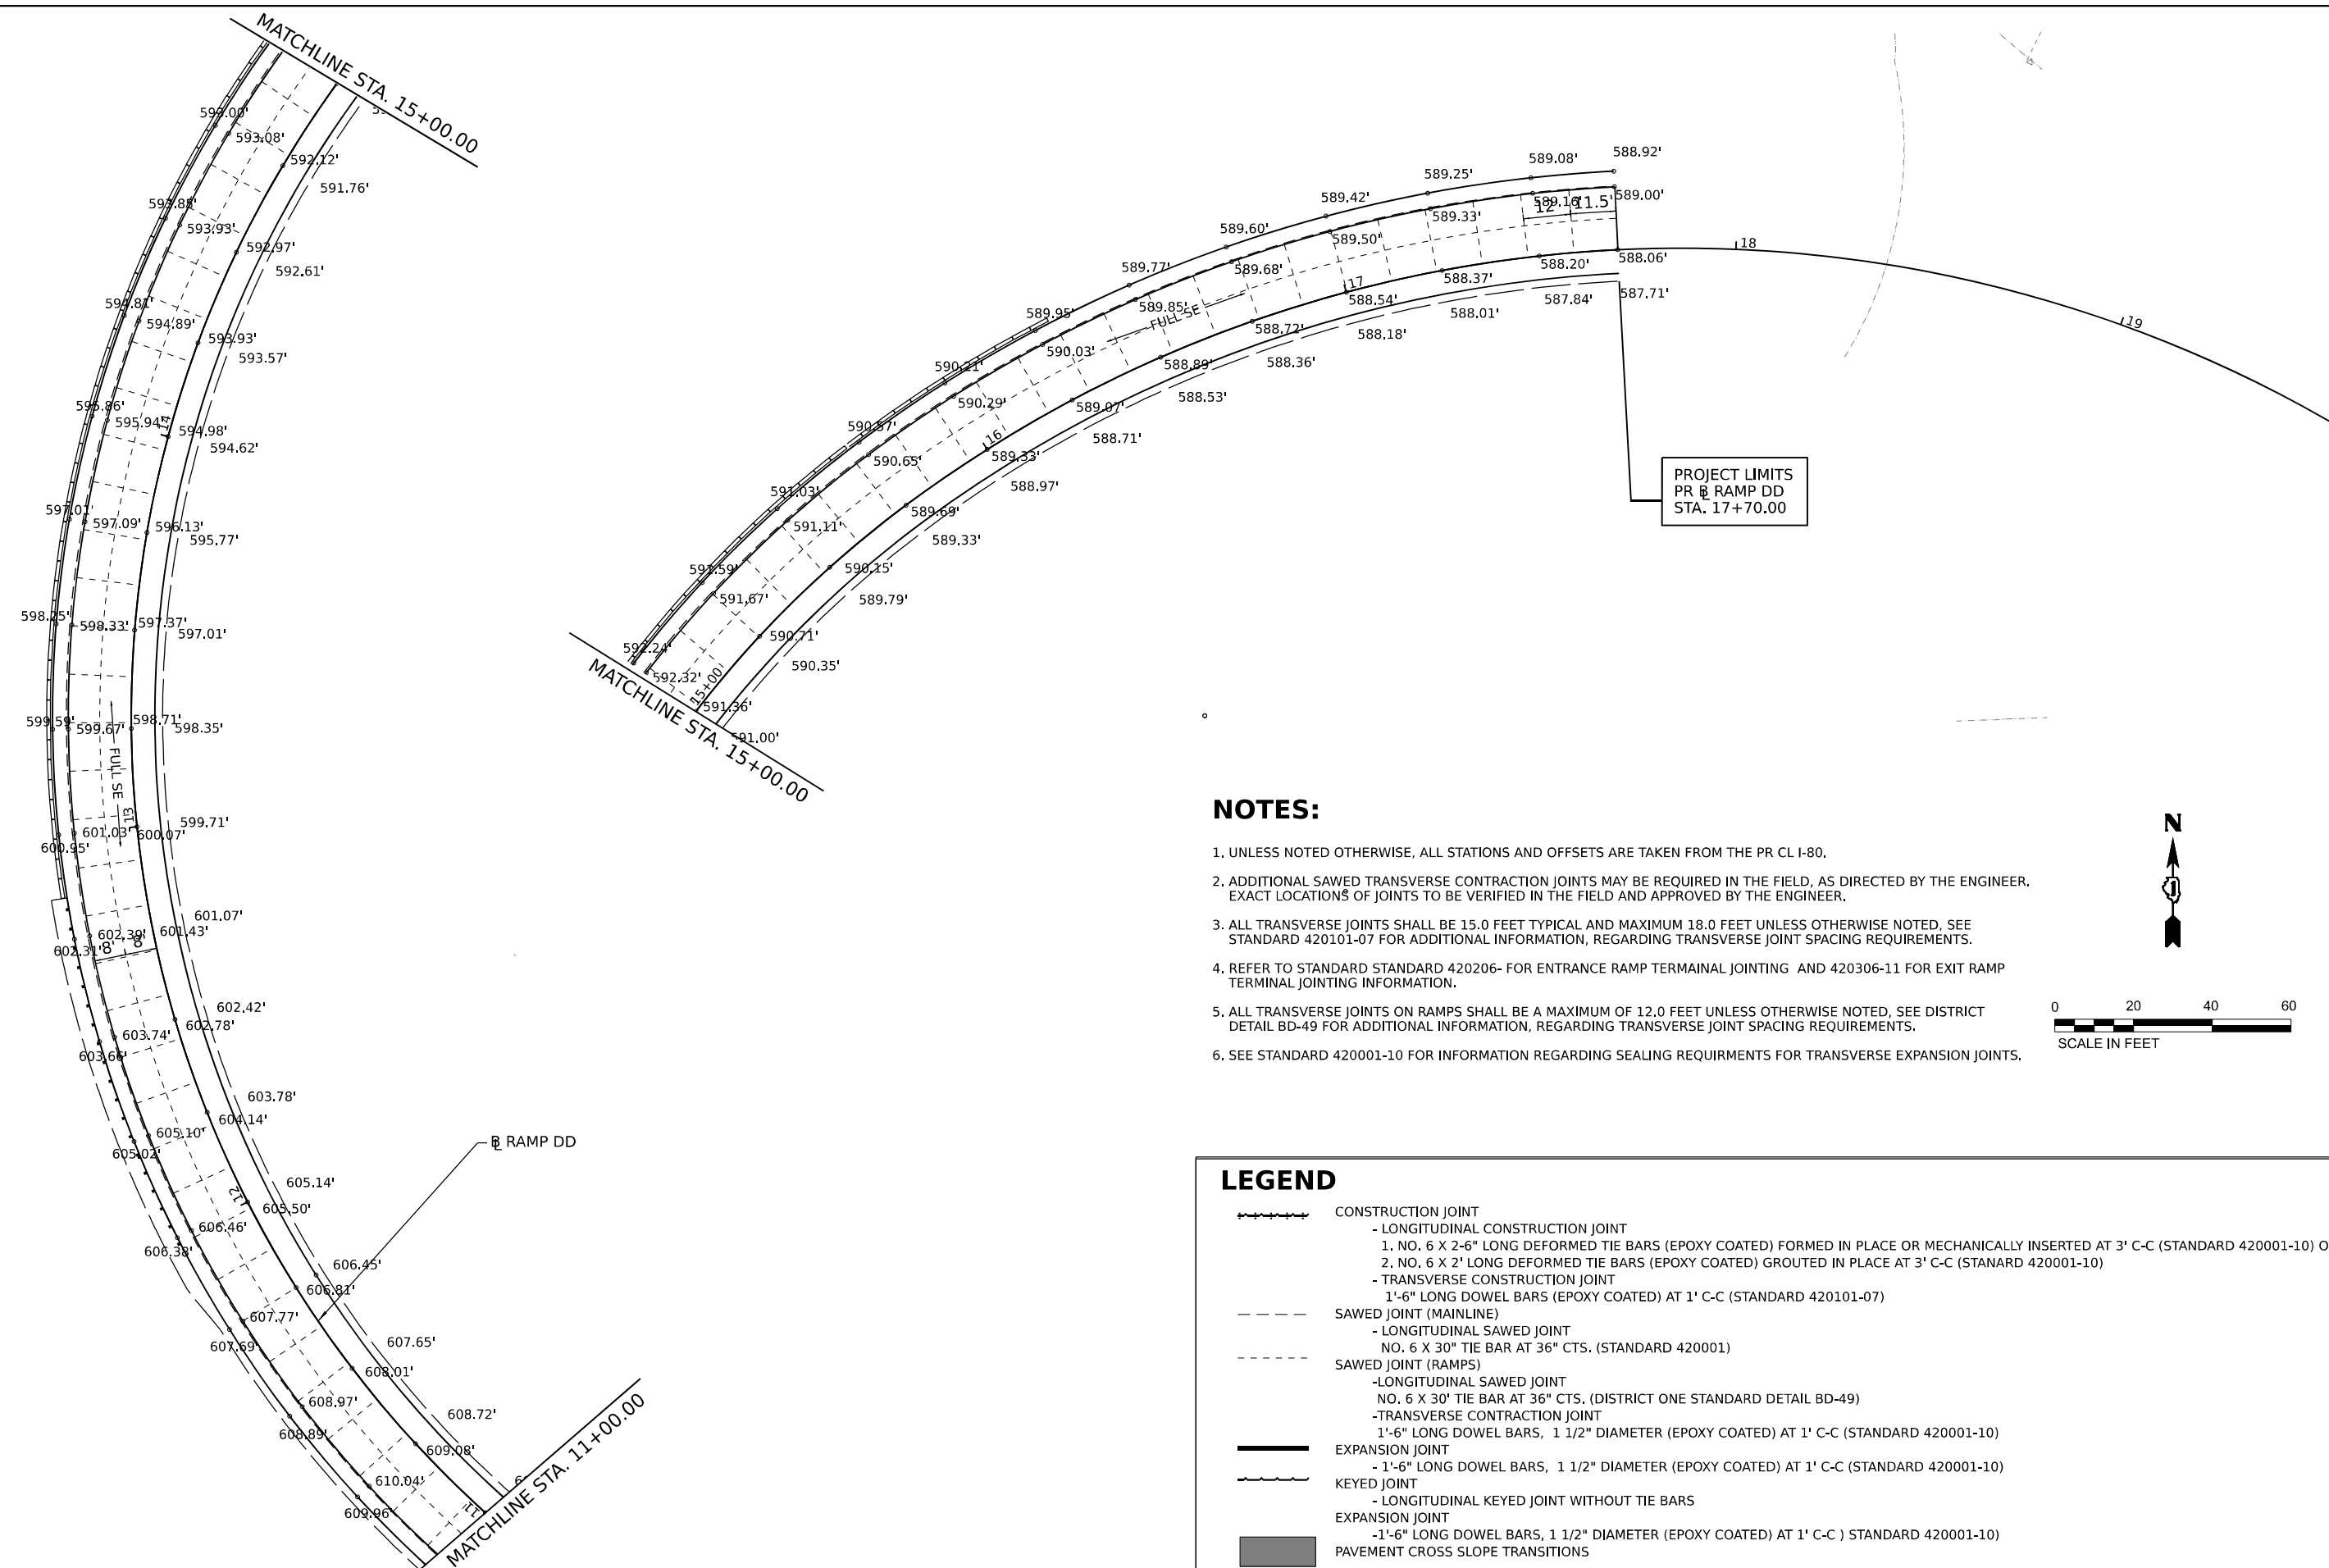 MATCHLINE STA. 15+00.00
593.00'
593.08'
592.12'
591.76'
593.85'
593.93'
592.97'
592.61'
594.81'
594.89'
593.93'
593.57'
595.86'
595.94'
14
594.98'
594.62'
597.01'
597.09'
596.13'
595.77'
598.25'
598.33'
597.37'
597.01'
599.59'
599.67'
598.71'
598.35'
FULL SE
13
601.03'
600.07'
599.71'
600.95'
601.07'
602.39'
601.43'
602.31'
8'
8'
602.42'
602.78'
603.74'
603.66'
603.78'
604.14'
605.10'
605.02'
605.14'
12
605.50'
606.46'
606.38'
606.45'
606.81'
607.77'
607.69'
607.65'
608.01'
608.97'
608.89'
608.72'
609.08'
610.04'
609.96'
11
MATCHLINE STA. 11+00.00
BL RAMP DD
588.92'
589.08'
589.25'
589.42'
589.60'
589.77'
589.95'
590.21'
590.57'
591.03'
591.59'
592.24'
589.00'
589.16'
12'
11.5'
589.33'
589.50'
589.68'
589.85'
FULL SE
590.03'
590.29'
590.65'
591.11'
591.67'
592.32'
588.06'
588.20'
588.37'
17
588.54'
588.72'
588.89'
589.07'
16
589.33'
589.69'
590.15'
590.71'
15+00
591.36'
587.71'
587.84'
588.01'
588.18'
588.36'
588.53'
588.71'
588.97'
589.33'
589.79'
590.35'
591.00'
MATCHLINE STA. 15+00.00
18
19
PROJECT LIMITS
PR BL RAMP DD
STA. 17+70.00
NOTES:
1. UNLESS NOTED OTHERWISE, ALL STATIONS AND OFFSETS ARE TAKEN FROM THE PR CL I-80.
2. ADDITIONAL SAWED TRANSVERSE CONTRACTION JOINTS MAY BE REQUIRED IN THE FIELD, AS DIRECTED BY THE ENGINEER.
EXACT LOCATIONS OF JOINTS TO BE VERIFIED IN THE FIELD AND APPROVED BY THE ENGINEER.
3. ALL TRANSVERSE JOINTS SHALL BE 15.0 FEET TYPICAL AND MAXIMUM 18.0 FEET UNLESS OTHERWISE NOTED, SEE
STANDARD 420101-07 FOR ADDITIONAL INFORMATION, REGARDING TRANSVERSE JOINT SPACING REQUIREMENTS.
4. REFER TO STANDARD STANDARD 420206- FOR ENTRANCE RAMP TERMAINAL JOINTING AND 420306-11 FOR EXIT RAMP
TERMINAL JOINTING INFORMATION.
5. ALL TRANSVERSE JOINTS ON RAMPS SHALL BE A MAXIMUM OF 12.0 FEET UNLESS OTHERWISE NOTED, SEE DISTRICT
DETAIL BD-49 FOR ADDITIONAL INFORMATION, REGARDING TRANSVERSE JOINT SPACING REQUIREMENTS.
6. SEE STANDARD 420001-10 FOR INFORMATION REGARDING SEALING REQUIRMENTS FOR TRANSVERSE EXPANSION JOINTS.
N
0 20 40 60
SCALE IN FEET
LEGEND
CONSTRUCTION JOINT
- LONGITUDINAL CONSTRUCTION JOINT
1. NO. 6 X 2-6" LONG DEFORMED TIE BARS (EPOXY COATED) FORMED IN PLACE OR MECHANICALLY INSERTED AT 3' C-C (STANDARD 420001-10) O
2. NO. 6 X 2' LONG DEFORMED TIE BARS (EPOXY COATED) GROUTED IN PLACE AT 3' C-C (STANARD 420001-10)
- TRANSVERSE CONSTRUCTION JOINT
1'-6" LONG DOWEL BARS (EPOXY COATED) AT 1' C-C (STANDARD 420101-07)
SAWED JOINT (MAINLINE)
- LONGITUDINAL SAWED JOINT
NO. 6 X 30" TIE BAR AT 36" CTS. (STANDARD 420001)
SAWED JOINT (RAMPS)
-LONGITUDINAL SAWED JOINT
NO. 6 X 30' TIE BAR AT 36" CTS. (DISTRICT ONE STANDARD DETAIL BD-49)
-TRANSVERSE CONTRACTION JOINT
1'-6" LONG DOWEL BARS, 1 1/2" DIAMETER (EPOXY COATED) AT 1' C-C (STANDARD 420001-10)
EXPANSION JOINT
- 1'-6" LONG DOWEL BARS, 1 1/2" DIAMETER (EPOXY COATED) AT 1' C-C (STANDARD 420001-10)
KEYED JOINT
- LONGITUDINAL KEYED JOINT WITHOUT TIE BARS
EXPANSION JOINT
-1'-6" LONG DOWEL BARS, 1 1/2" DIAMETER (EPOXY COATED) AT 1' C-C ) STANDARD 420001-10)
PAVEMENT CROSS SLOPE TRANSITIONS